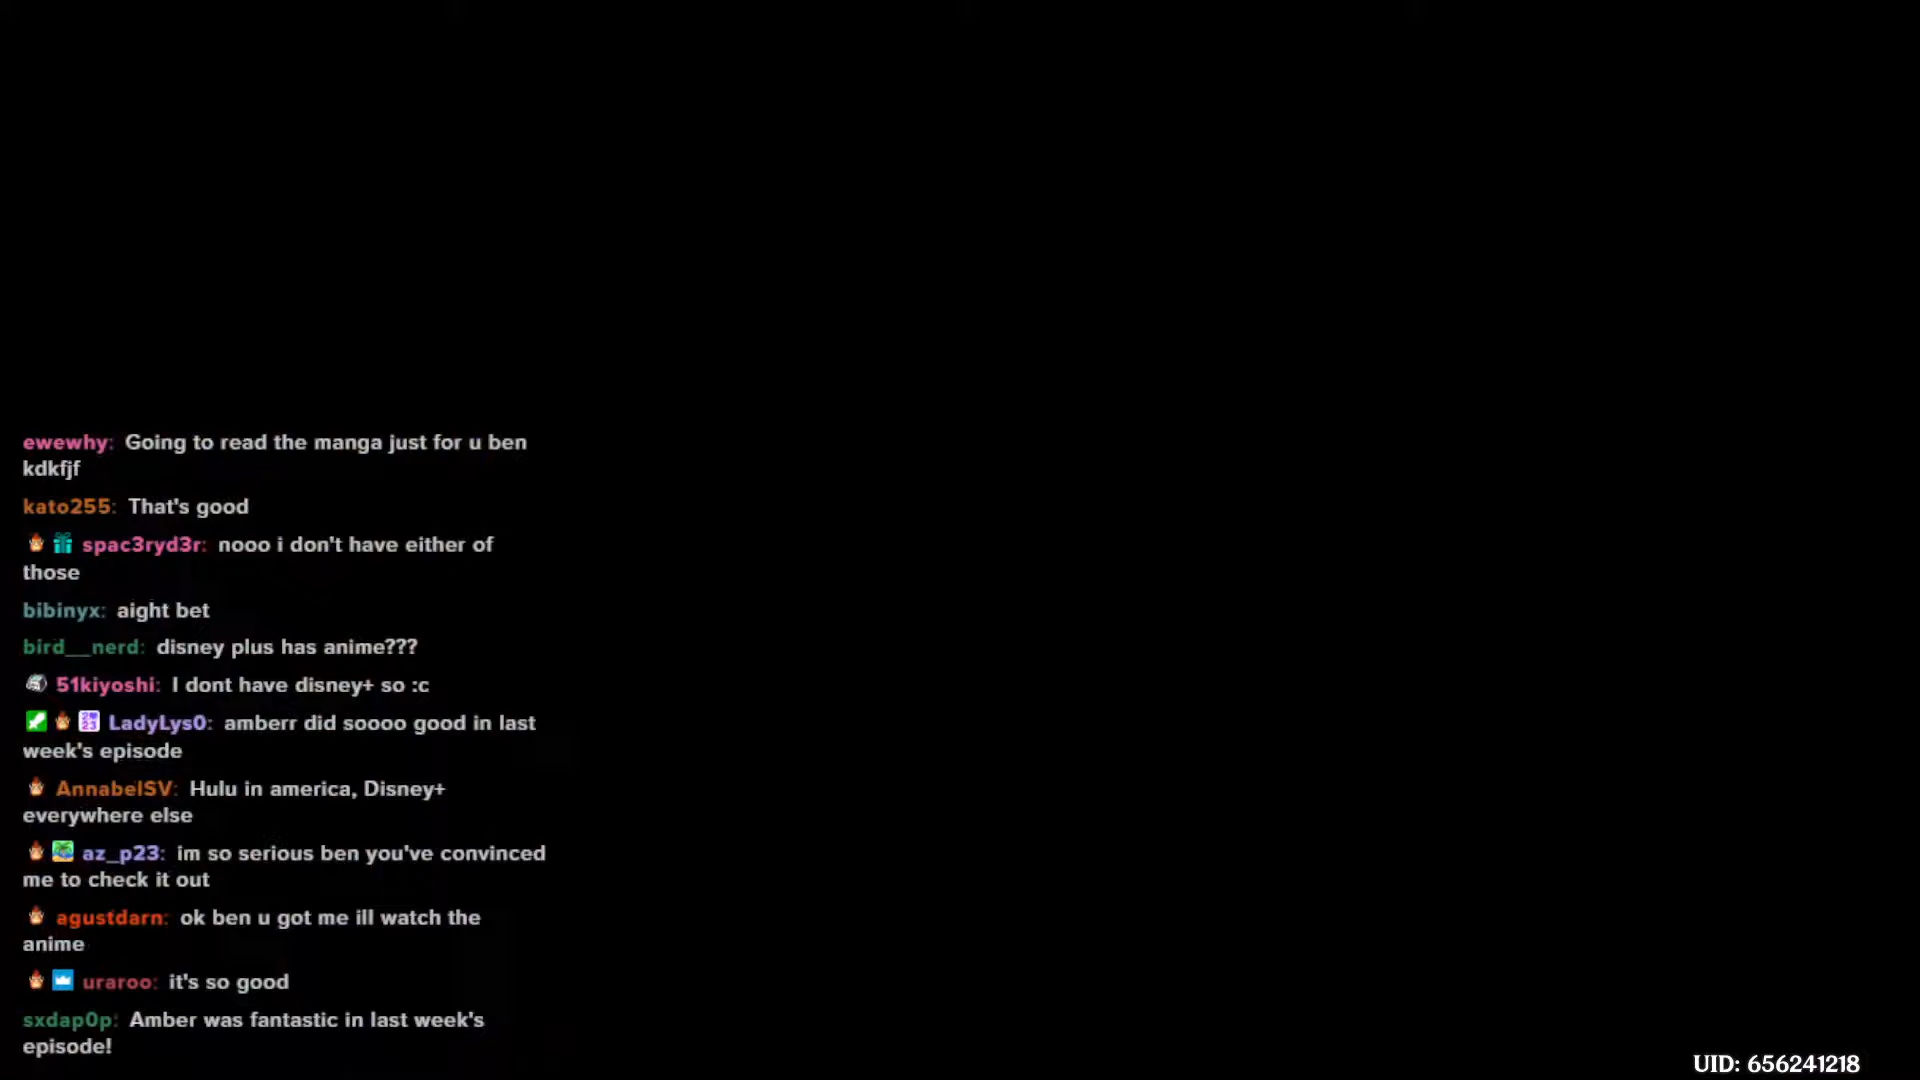 ewewhy: Going to read the manga just for u ben
kdkfjf
kato255: That's good
spac3ryd3r: nooo i don't have either of
those
bibinyx: aight bet
bird__nerd: disney plus has anime???
51kiyoshi: I dont have disney+ so :c
LadyLys0: amberr did soooo good in last
week's episode
AnnabelSV: Hulu in america, Disney+
everywhere else
az_p23: im so serious ben you've convinced
me to check it out
agustdarn: ok ben u got me ill watch the
anime
uraroo: it's so good
sxdap0p: Amber was fantastic in last week's
episode!
UID: 656241218